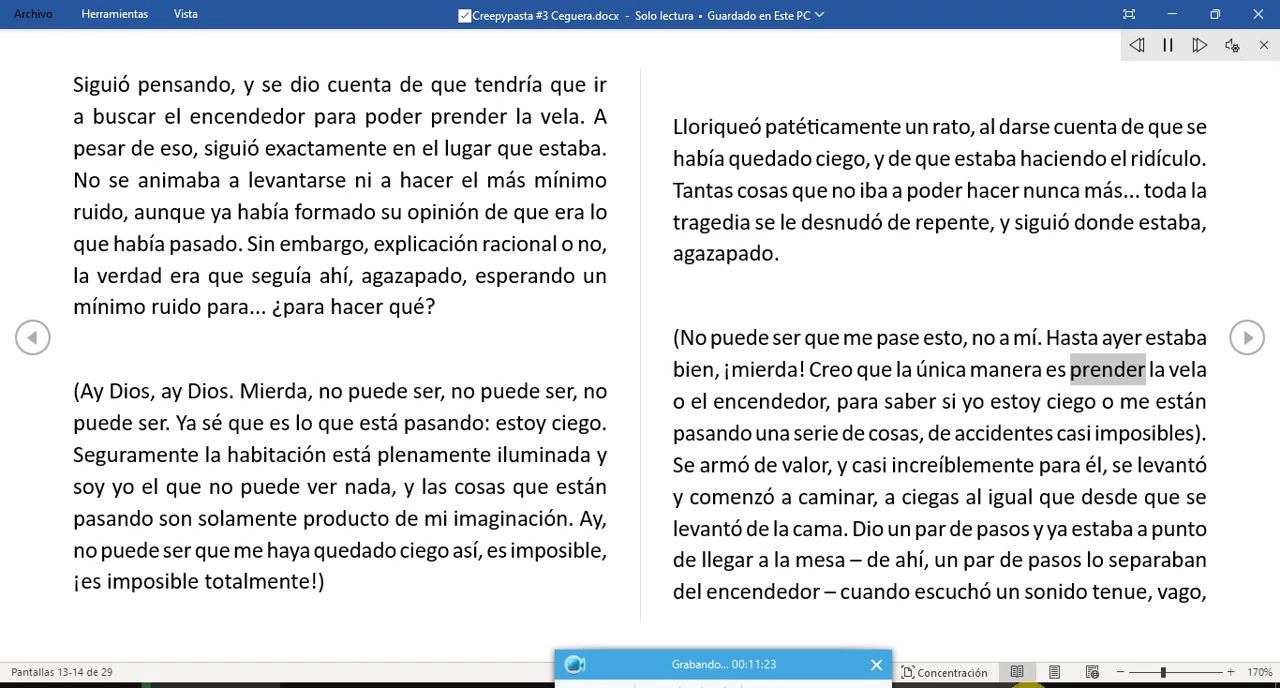 Archivo Herramientas Vista
Creepypasta #3 Ceguera.docx - Solo lectura • Guardado en Este PC
Siguió pensando, y se dio cuenta de que tendría que ir
a buscar el encendedor para poder prender la vela. A
pesar de eso, siguió exactamente en el lugar que estaba.
No se animaba a levantarse ni a hacer el más mínimo
ruido, aunque ya había formado su opinión de que era lo
que había pasado. Sin embargo, explicación racional o no,
la verdad era que seguía ahí, agazapado, esperando un
mínimo ruido para... ¿para hacer qué?
(Ay Dios, ay Dios. Mierda, no puede ser, no puede ser, no
puede ser. Ya sé que es lo que está pasando: estoy ciego.
Seguramente la habitación está plenamente iluminada y
soy yo el que no puede ver nada, y las cosas que están
pasando son solamente producto de mi imaginación. Ay,
no puede ser que me haya quedado ciego así, es imposible,
¡es imposible totalmente!)
Lloriqueó patéticamente un rato, al darse cuenta de que se
había quedado ciego, y de que estaba haciendo el ridículo.
Tantas cosas que no iba a poder hacer nunca más... toda la
tragedia se le desnudó de repente, y siguió donde estaba,
agazapado.
(No puede ser que me pase esto, no a mí. Hasta ayer estaba
bien, ¡mierda! Creo que la única manera es prender la vela
o el encendedor, para saber si yo estoy ciego o me están
pasando una serie de cosas, de accidentes casi imposibles).
Se armó de valor, y casi increíblemente para él, se levantó
y comenzó a caminar, a ciegas al igual que desde que se
levantó de la cama. Dio un par de pasos y ya estaba a punto
de llegar a la mesa – de ahí, un par de pasos lo separaban
del encendedor – cuando escuchó un sonido tenue, vago,
Pantallas 13-14 de 29
Grabando... 00:11:23
Concentración
170%